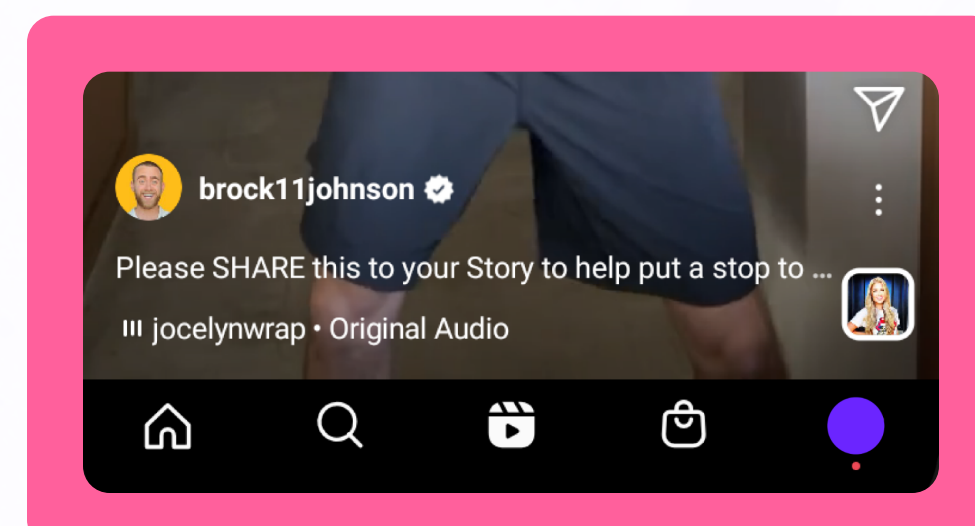 brock11johnson
Please SHARE this to your Story to help put a stop to ...
jocelynwrap • Original Audio